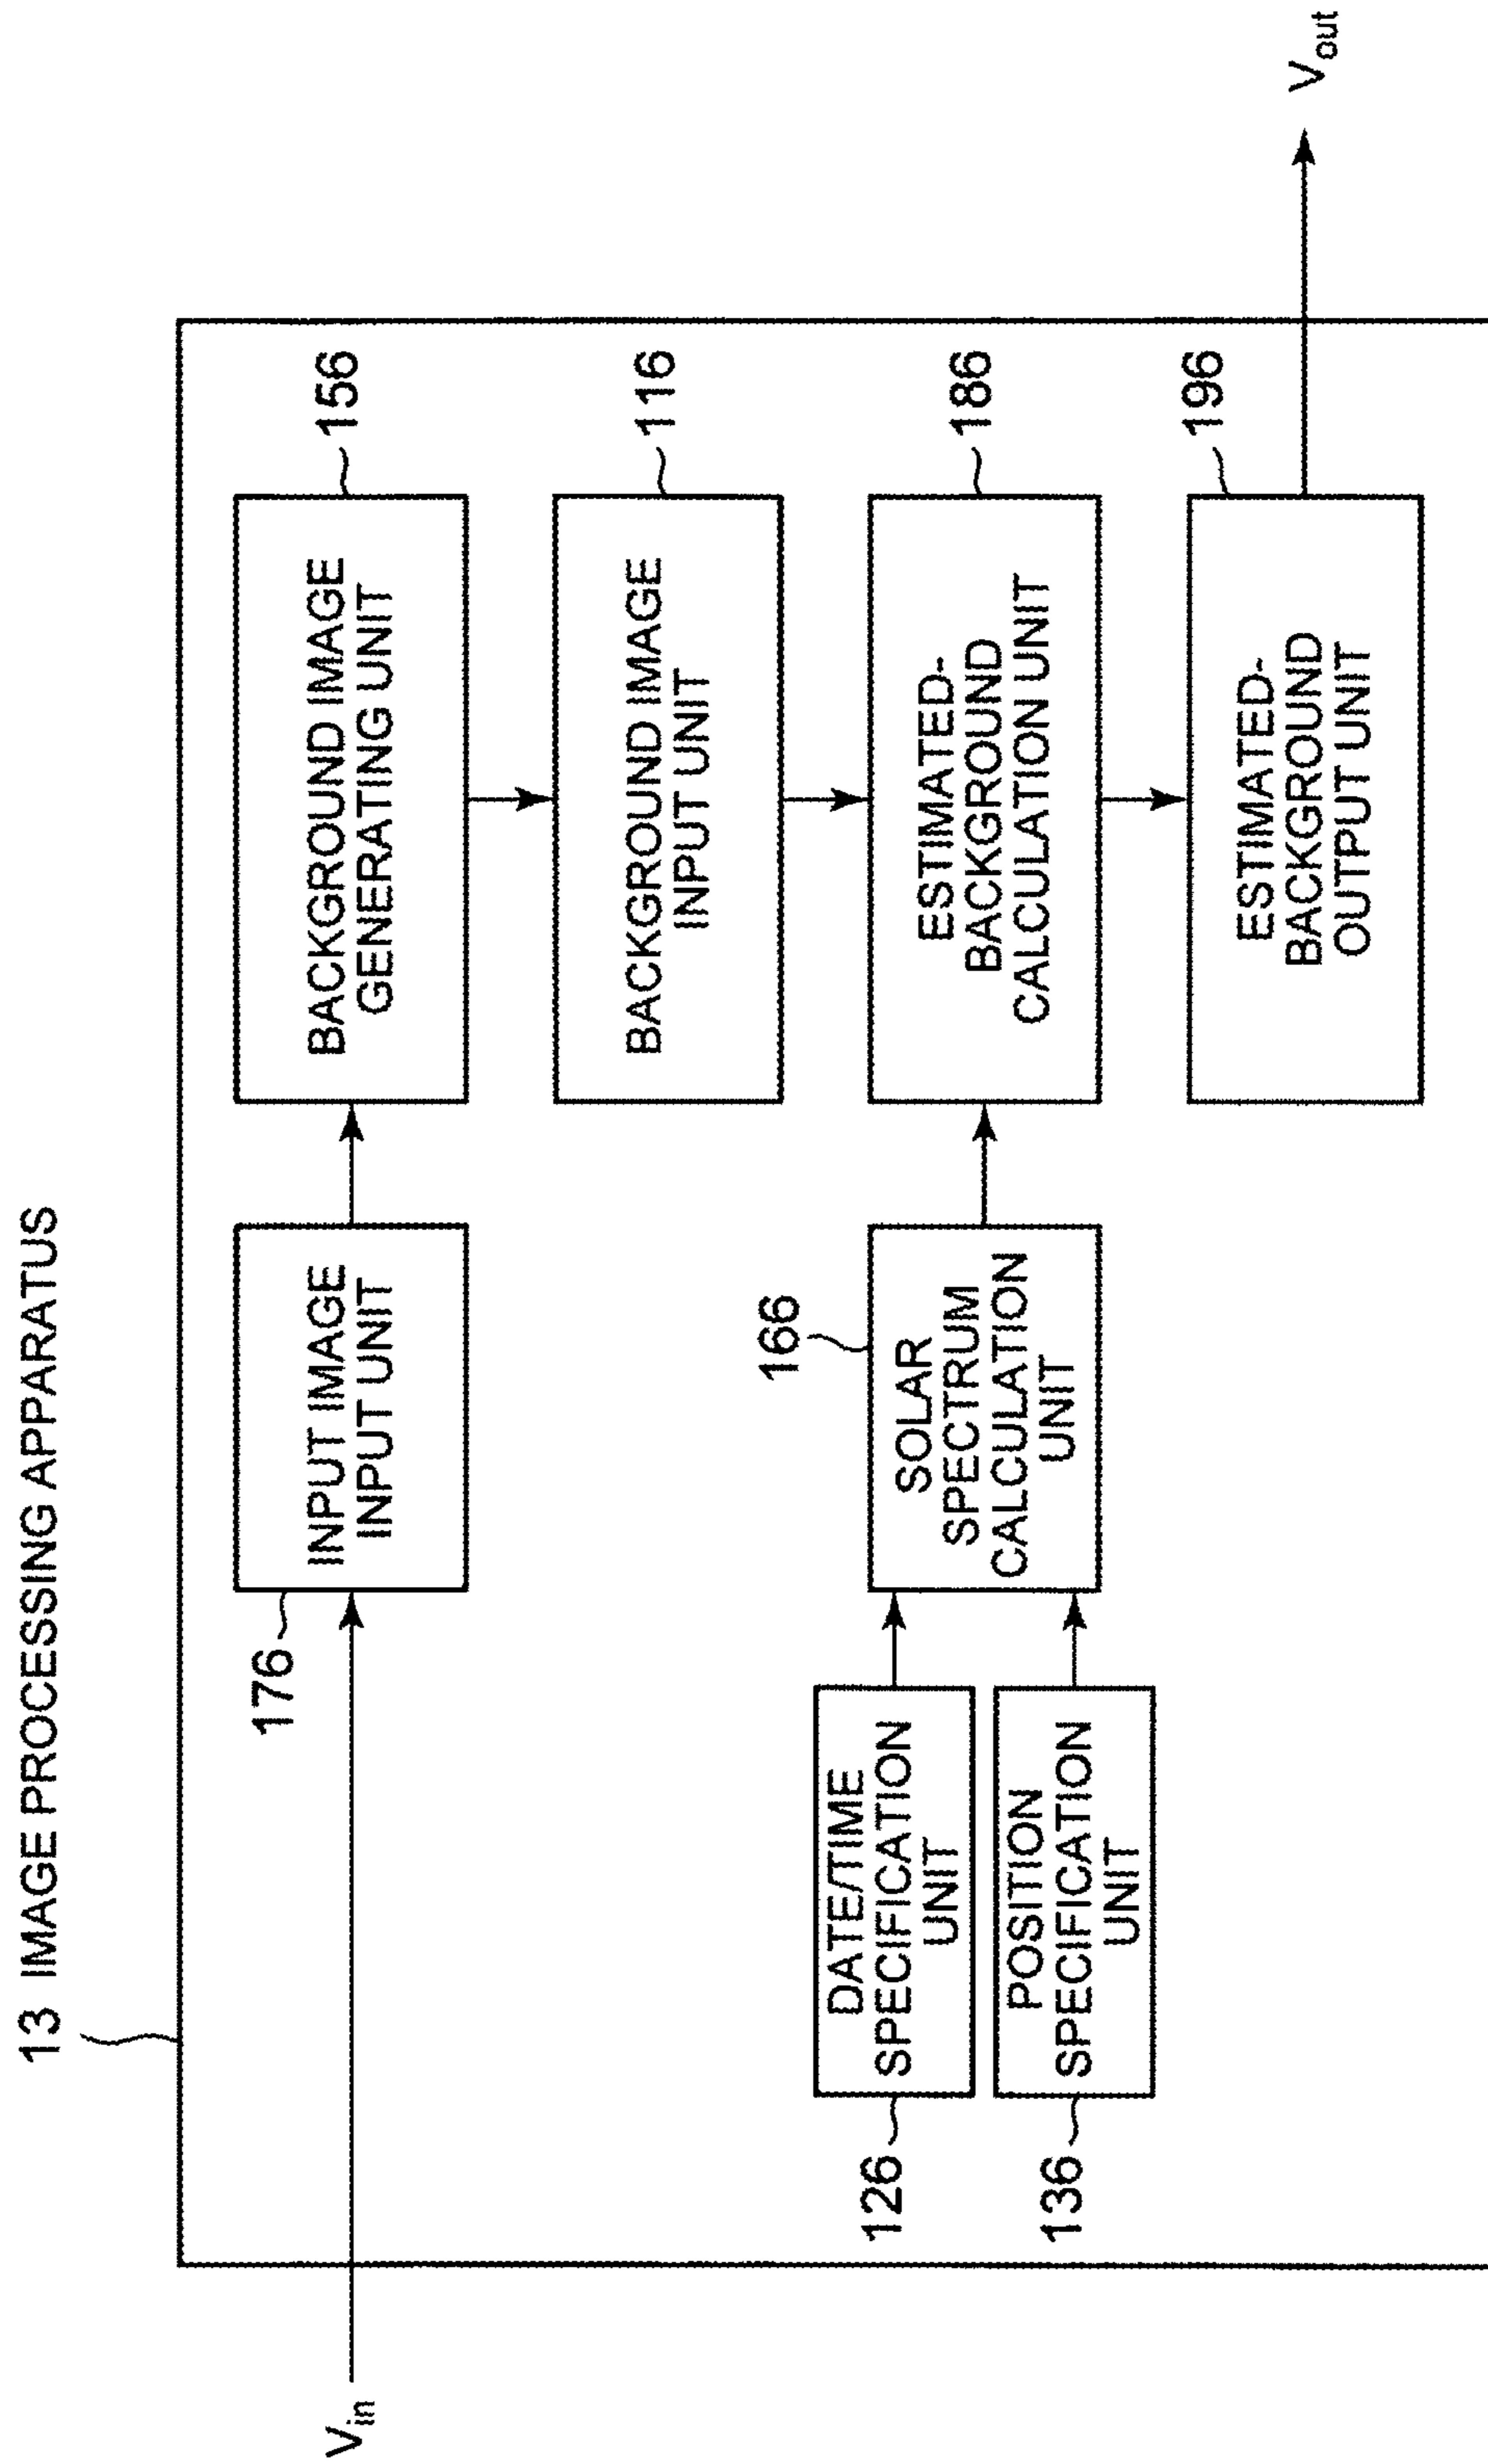 13 IMAGE PROCESSING APPARATUS
V_in
176
INPUT IMAGE
INPUT UNIT
BACKGROUND IMAGE
GENERATING UNIT
156
BACKGROUND IMAGE
INPUT UNIT
116
126
DATE/TIME
SPECIFICATION
UNIT
136
POSITION
SPECIFICATION
UNIT
166
SOLAR
SPECTRUM
CALCULATION
UNIT
ESTIMATED-
BACKGROUND
CALCULATION UNIT
186
ESTIMATED-
BACKGROUND
OUTPUT UNIT
196
V_out